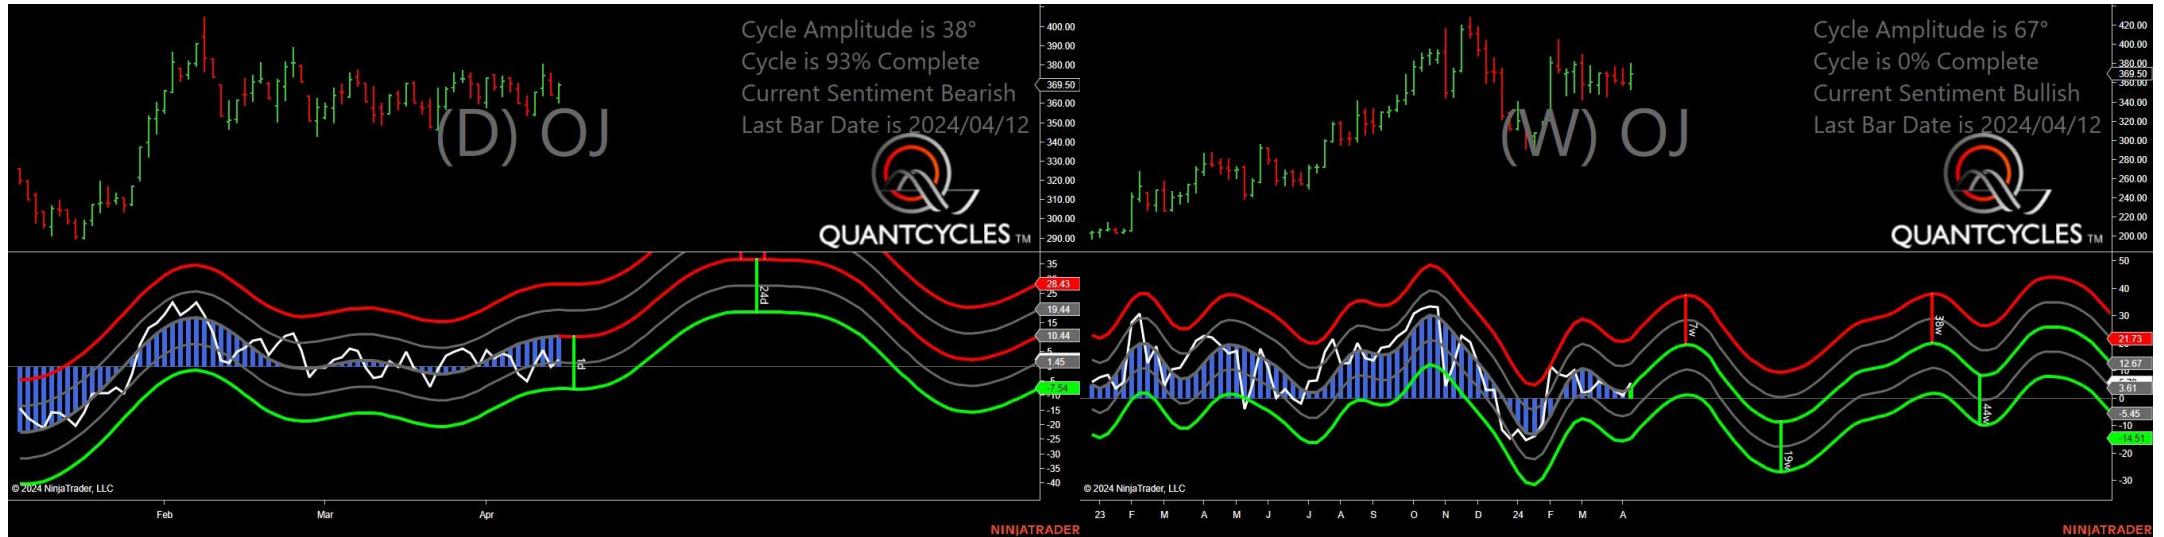 Cycle Amplitude is 38°
Cycle is 93% Complete
Current Sentiment Bearish
Last Bar Date is 2024/04/12
(D) OJ
QUANTCYCLES TM
400.00
390.00
380.00
369.50
360.00
350.00
340.00
330.00
320.00
310.00
300.00
290.00
35
28.43
25
19.44
15
10.44
5
1.45
-5
-7.54
-10
-15
-20
-25
-30
-35
-40
1d
24d
© 2024 NinjaTrader, LLC
Feb
Mar
Apr
NINJATRADER
Cycle Amplitude is 67°
Cycle is 0% Complete
Current Sentiment Bullish
Last Bar Date is 2024/04/12
(W) OJ
QUANTCYCLES TM
420.00
400.00
380.00
369.50
360.00
340.00
320.00
300.00
280.00
260.00
240.00
220.00
200.00
50
40
30
21.73
12.67
10
3.61
0
-5.45
-10
-14.51
-20
-30
7w
19w
38w
44w
© 2024 NinjaTrader, LLC
23
F
M
A
M
J
J
A
S
O
N
D
24
F
M
A
NINJATRADER